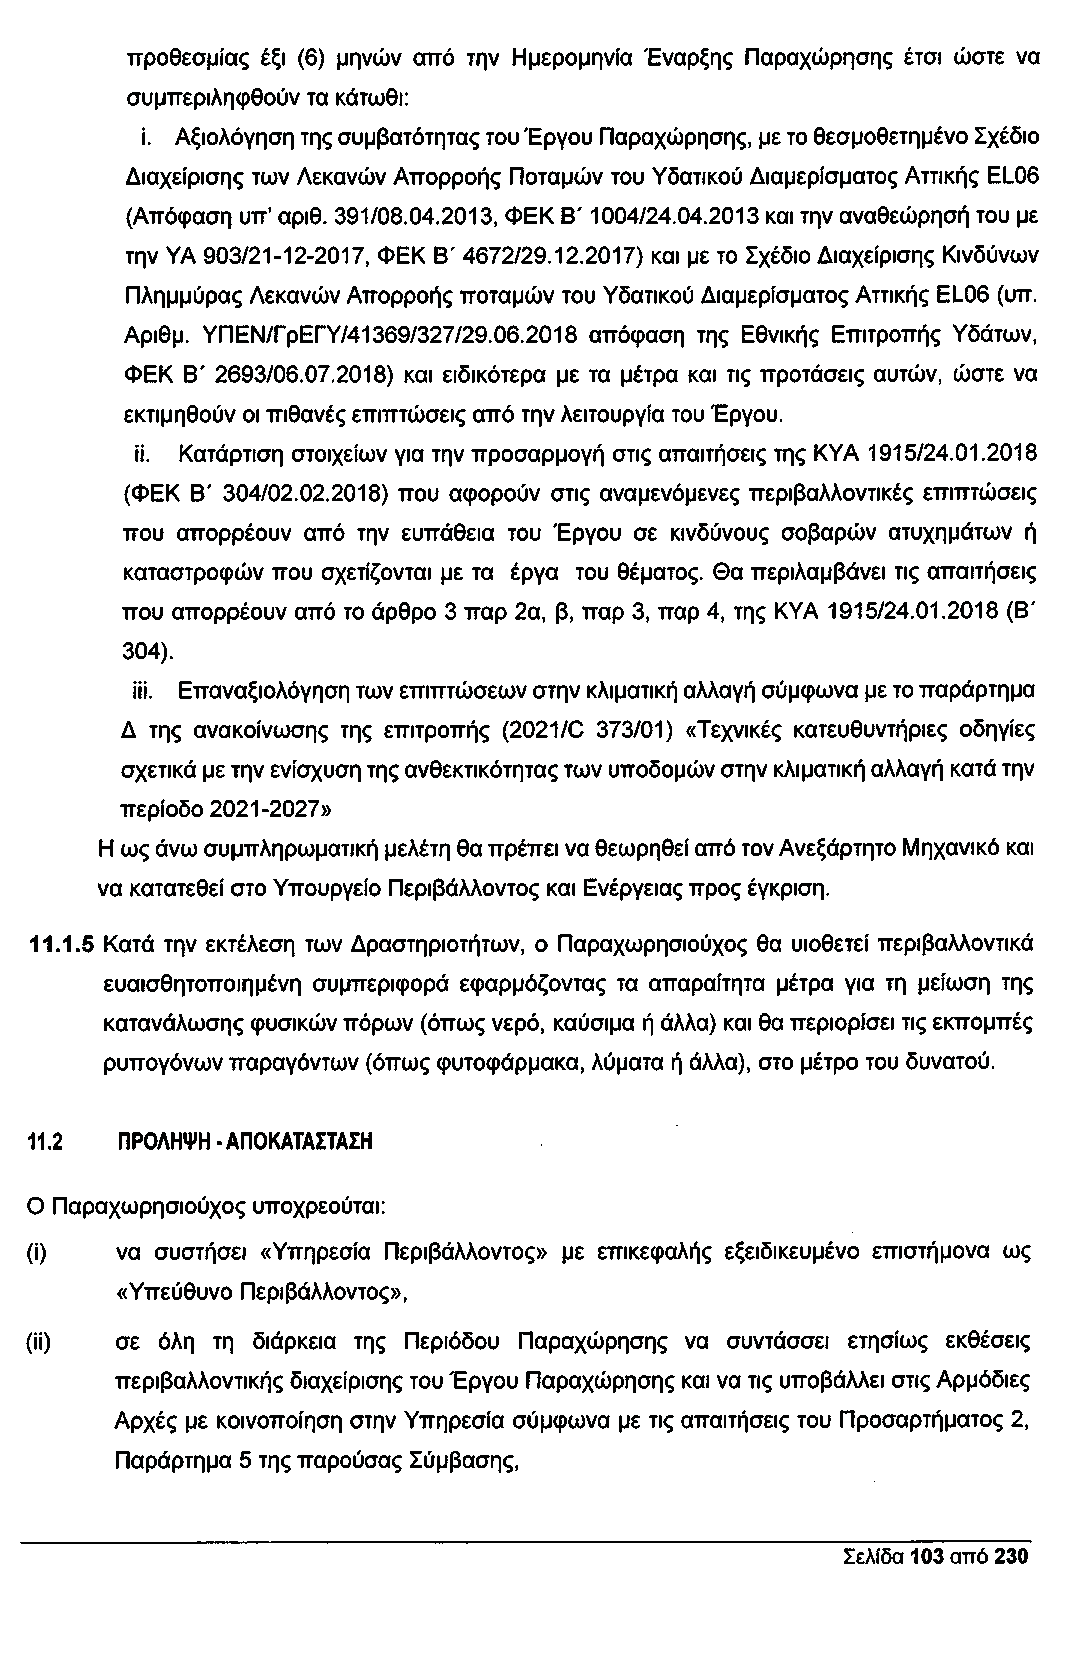 προθεσμίας έξι (6) μηνών από την Ημερομηνία Έναρξης Παραχώρησης έτσι ώστε να
συμπεριληφθούν τα κάτωθι:
i. Αξιολόγηση της συμβατότητας του Έργου Παραχώρησης, με το θεσμοθετημένο Σχέδιο
Διαχείρισης των Λεκανών Απορροής Ποταμών του Υδατικού Διαμερίσματος Αττικής EL06
(Απόφαση υπ’ αριθ. 391/08.04.2013, ΦΕΚ Β΄ 1004/24.04.2013 και την αναθεώρησή του με
την ΥΑ 903/21-12-2017, ΦΕΚ Β΄ 4672/29.12.2017) και με το Σχέδιο Διαχείρισης Κινδύνων
Πλημμύρας Λεκανών Απορροής ποταμών του Υδατικού Διαμερίσματος Αττικής EL06 (υπ.
Αριθμ. ΥΠΕΝ/ΓρΕΓΥ/41369/327/29.06.2018 απόφαση της Εθνικής Επιτροπής Υδάτων,
ΦΕΚ Β΄ 2693/06.07.2018) και ειδικότερα με τα μέτρα και τις προτάσεις αυτών, ώστε να
εκτιμηθούν οι πιθανές επιπτώσεις από την λειτουργία του Έργου.
ii. Κατάρτιση στοιχείων για την προσαρμογή στις απαιτήσεις της ΚΥΑ 1915/24.01.2018
(ΦΕΚ Β΄ 304/02.02.2018) που αφορούν στις αναμενόμενες περιβαλλοντικές επιπτώσεις
που απορρέουν από την ευπάθεια του Έργου σε κινδύνους σοβαρών ατυχημάτων ή
καταστροφών που σχετίζονται με τα έργα του θέματος. Θα περιλαμβάνει τις απαιτήσεις
που απορρέουν από το άρθρο 3 παρ 2α, β, παρ 3, παρ 4, της ΚΥΑ 1915/24.01.2018 (Β΄
304).
iii. Επαναξιολόγηση των επιπτώσεων στην κλιματική αλλαγή σύμφωνα με το παράρτημα
Δ της ανακοίνωσης της επιτροπής (2021/C 373/01) «Τεχνικές κατευθυντήριες οδηγίες
σχετικά με την ενίσχυση της ανθεκτικότητας των υποδομών στην κλιματική αλλαγή κατά την
περίοδο 2021-2027»
Η ως άνω συμπληρωματική μελέτη θα πρέπει να θεωρηθεί από τον Ανεξάρτητο Μηχανικό και
να κατατεθεί στο Υπουργείο Περιβάλλοντος και Ενέργειας προς έγκριση.
11.1.5 Κατά την εκτέλεση των Δραστηριοτήτων, ο Παραχωρησιούχος θα υιοθετεί περιβαλλοντικά
ευαισθητοποιημένη συμπεριφορά εφαρμόζοντας τα απαραίτητα μέτρα για τη μείωση της
κατανάλωσης φυσικών πόρων (όπως νερό, καύσιμα ή άλλα) και θα περιορίσει τις εκπομπές
ρυπογόνων παραγόντων (όπως φυτοφάρμακα, λύματα ή άλλα), στο μέτρο του δυνατού.
11.2 ΠΡΟΛΗΨΗ - ΑΠΟΚΑΤΑΣΤΑΣΗ
Ο Παραχωρησιούχος υποχρεούται:
(i) να συστήσει «Υπηρεσία Περιβάλλοντος» με επικεφαλής εξειδικευμένο επιστήμονα ως
«Υπεύθυνο Περιβάλλοντος»,
(ii) σε όλη τη διάρκεια της Περιόδου Παραχώρησης να συντάσσει ετησίως εκθέσεις
περιβαλλοντικής διαχείρισης του Έργου Παραχώρησης και να τις υποβάλλει στις Αρμόδιες
Αρχές με κοινοποίηση στην Υπηρεσία σύμφωνα με τις απαιτήσεις του Προσαρτήματος 2,
Παράρτημα 5 της παρούσας Σύμβασης,
Σελίδα 103 από 230